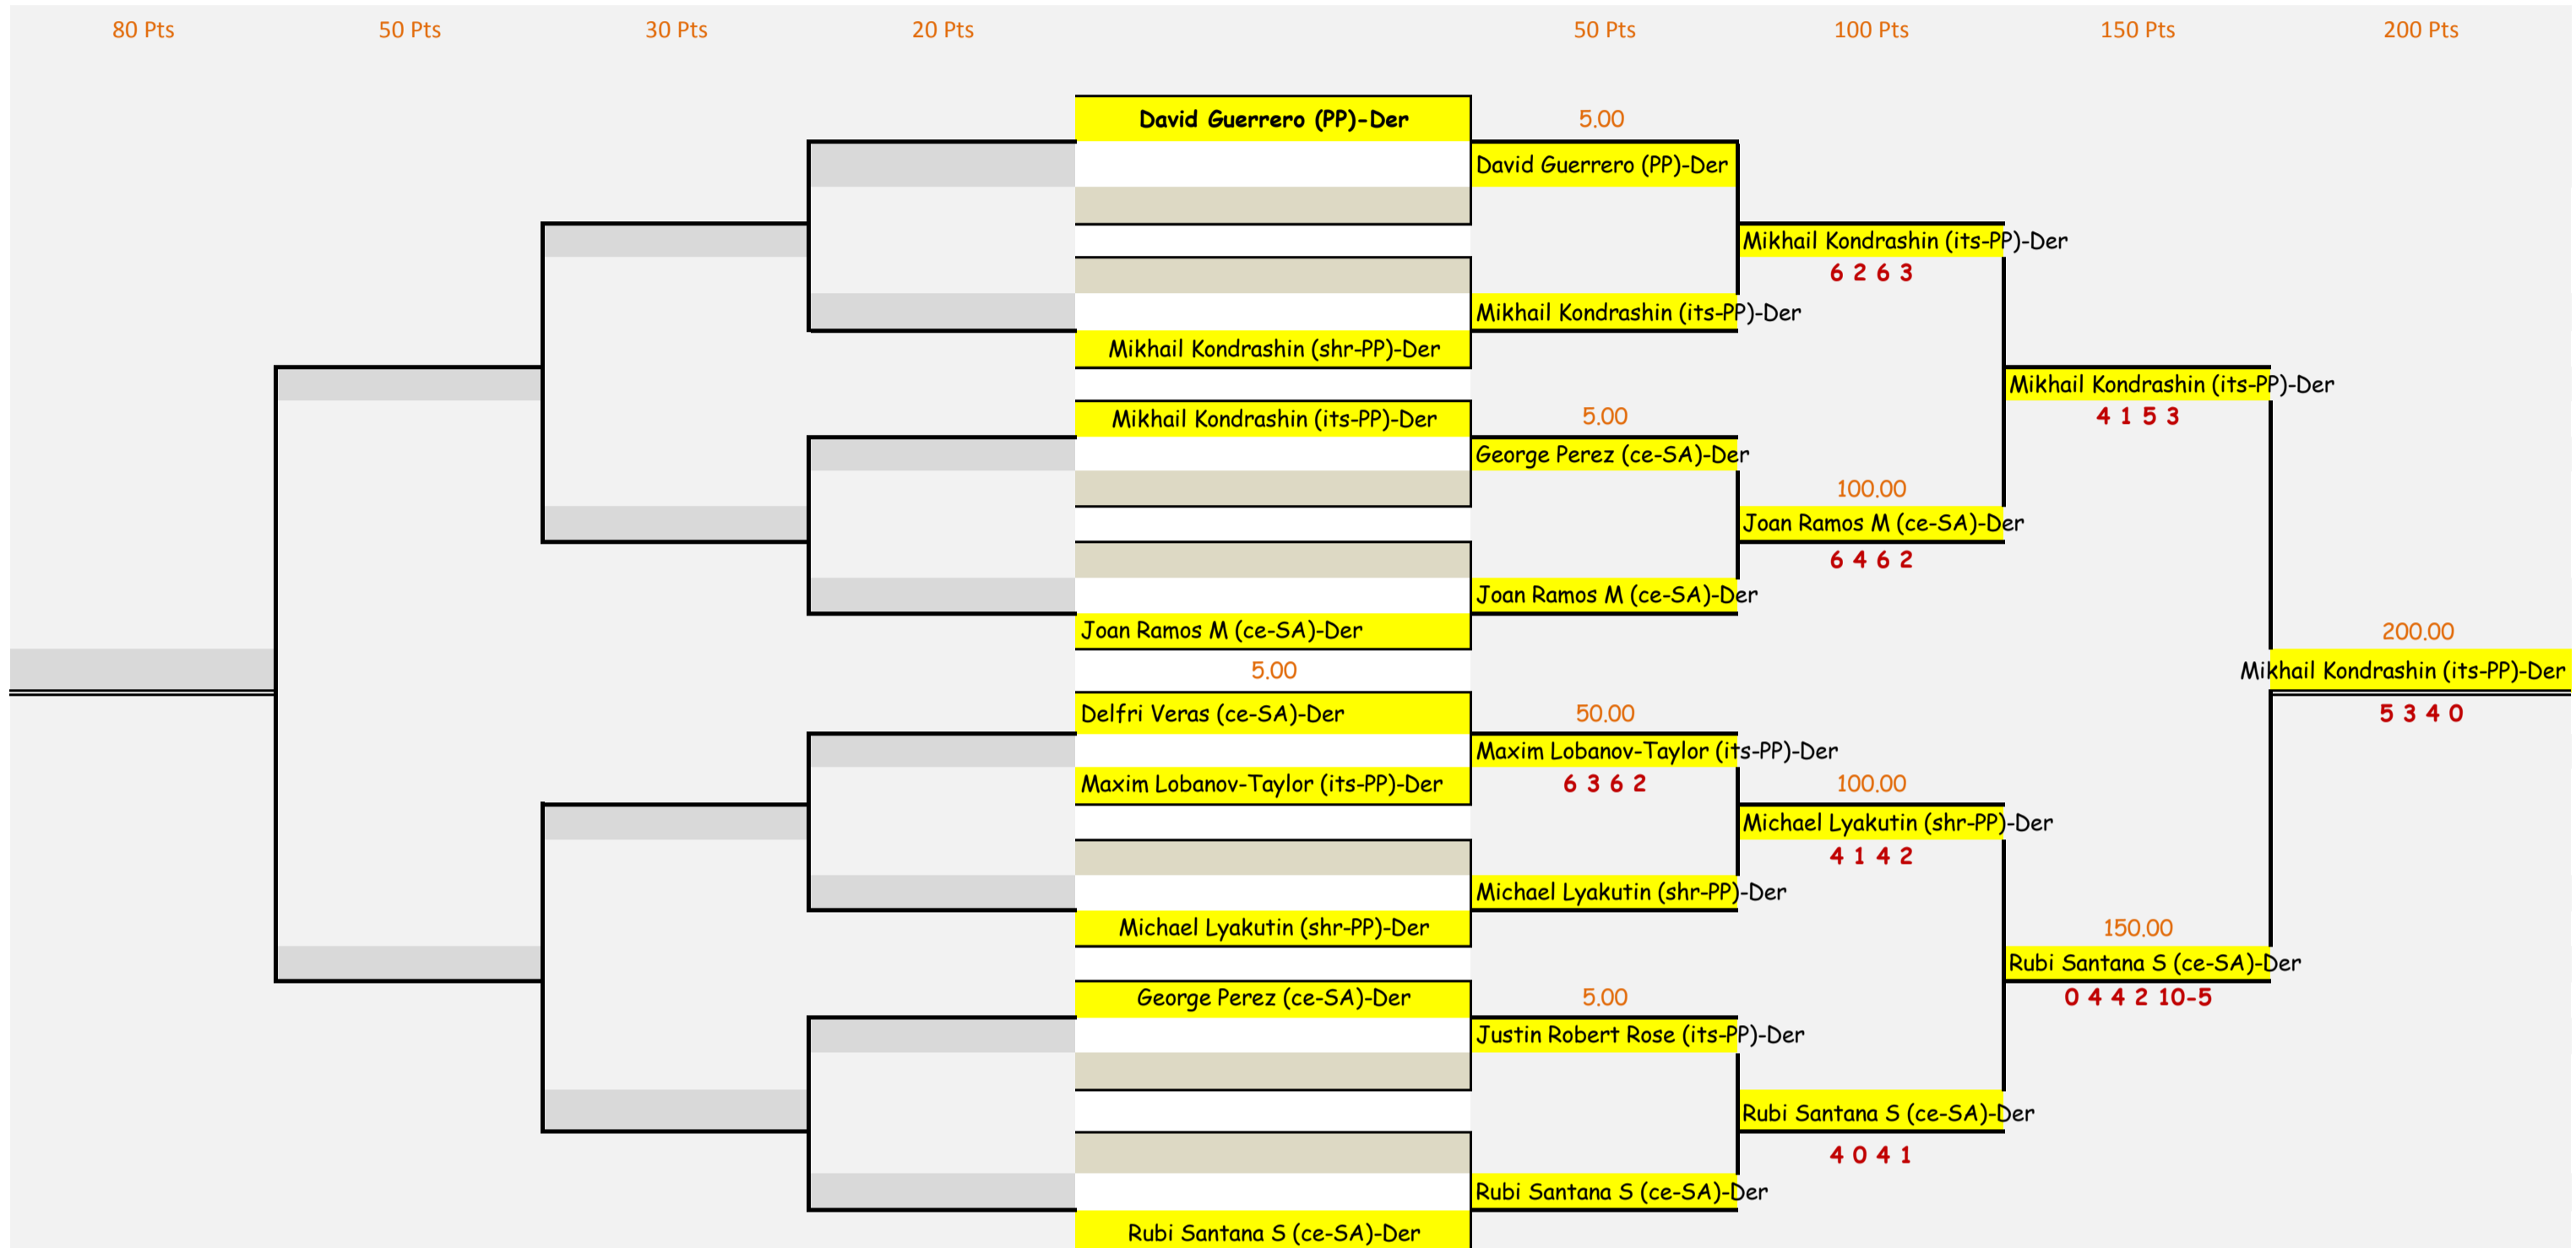 80 Pts 50 Pts 30 Pts 20 Pts 50 Pts 100 Pts 150 Pts 200 Pts
David Guerrero (PP)-Der 5.00
David Guerrero (PP)-Der
Mikhail Kondrashin (its-PP)-Der
6 2 6 3
Mikhail Kondrashin (its-PP)-Der
Mikhail Kondrashin (shr-PP)-Der
Mikhail Kondrashin (its-PP)-Der
Mikhail Kondrashin (its-PP)-Der 5.00 4 1 5 3
George Perez (ce-SA)-Der
100.00
Joan Ramos M (ce-SA)-Der
6 4 6 2
Joan Ramos M (ce-SA)-Der
Joan Ramos M (ce-SA)-Der 200.00
5.00 Mikhail Kondrashin (its-PP)-Der
Delfri Veras (ce-SA)-Der 50.00 5 3 4 0
Maxim Lobanov-Taylor (its-PP)-Der
Maxim Lobanov-Taylor (its-PP)-Der 6 3 6 2 100.00
Michael Lyakutin (shr-PP)-Der
4 1 4 2
Michael Lyakutin (shr-PP)-Der
Michael Lyakutin (shr-PP)-Der 150.00
Rubi Santana S (ce-SA)-Der
George Perez (ce-SA)-Der 5.00 0 4 4 2 10-5
Justin Robert Rose (its-PP)-Der
Rubi Santana S (ce-SA)-Der
4 0 4 1
Rubi Santana S (ce-SA)-Der
Rubi Santana S (ce-SA)-Der